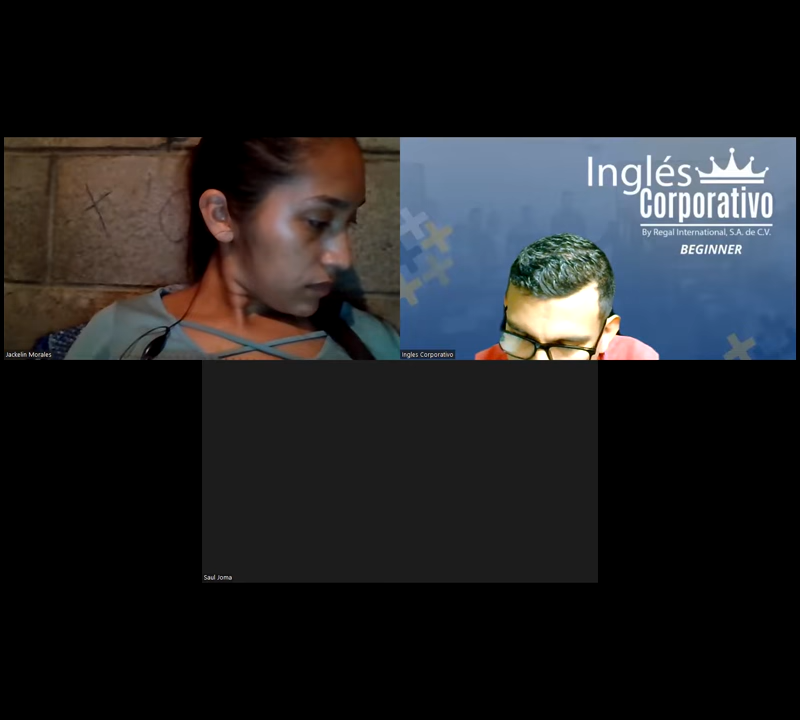 Inglés
Corporativo
By Regal International, S.A. de C.V.
BEGINNER
Jackelin Morales
Ingles Corporativo
Saul Joma